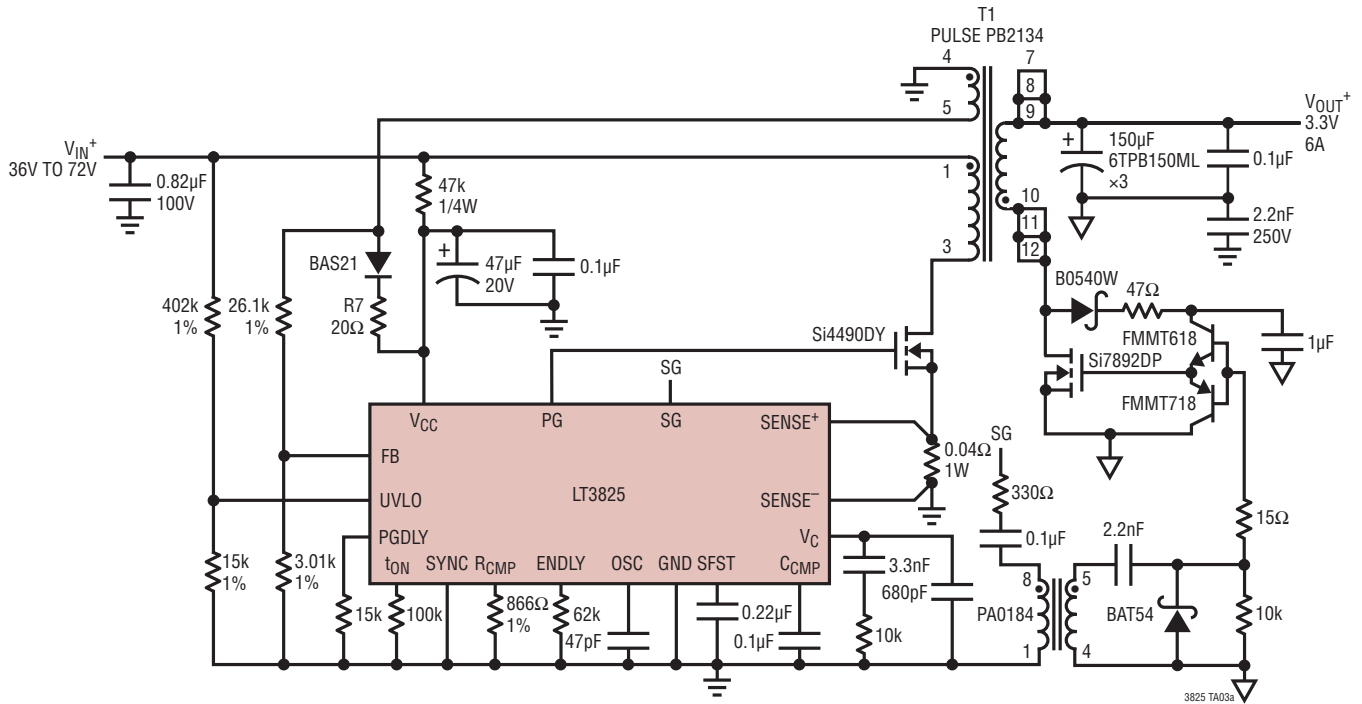 T1
PULSE PB2134
4
7
8
5
9
VOUT+
3.3V
6A
VIN+
36V TO 72V
0.82µF
100V
47k
1/4W
1
+
150µF
6TPB150ML
×3
0.1µF
10
11
12
2.2nF
250V
3
BAS21
+
47µF
20V
0.1µF
B0540W
47Ω
402k
1%
26.1k
1%
R7
20Ω
Si4490DY
FMMT618
1µF
Si7892DP
FMMT718
SG
VCC
PG
SG
SENSE+
FB
LT3825
0.04Ω
1W
SG
UVLO
SENSE–
330Ω
15Ω
PGDLY
VC
0.1µF
2.2nF
tON
SYNC
RCMP
ENDLY
OSC
GND
SFST
CCMP
15k
1%
3.01k
1%
15k
100k
866Ω
1%
62k
47pF
0.22µF
0.1µF
3.3nF
680pF
10k
8
5
PA0184
BAT54
10k
1
4
3825 TA03a